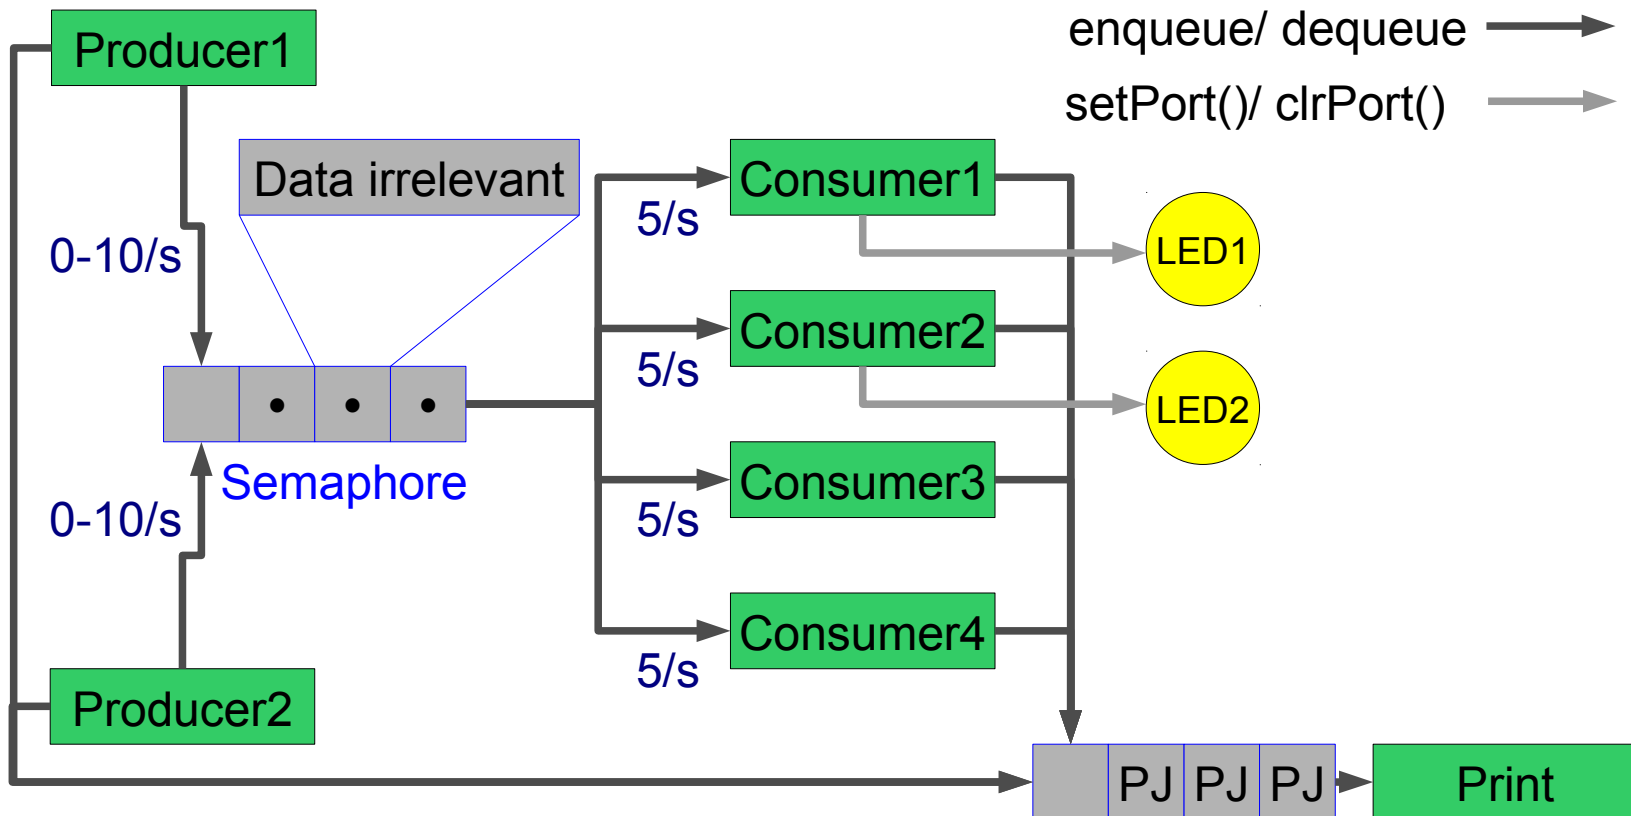 Producer1
enqueue/ dequeue
setPort()/ clrPort()
Data irrelevant
Consumer1
5/s
0-10/s
LED1
Consumer2
5/s
LED2
Semaphore
Consumer3
0-10/s
5/s
Consumer4
5/s
Producer2
PJ PJ PJ
Print